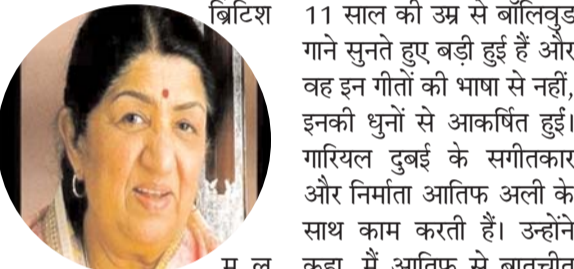 ब्रिटिश
11 साल की उम्र से बॉलिवुड
गाने सुनते हुए बड़ी हुई हैं और
वह इन गीतों की भाषा से नहीं,
इनकी धुनों से आकर्षित हुईं।
गारियल दुबई के सगीतकार
और निर्माता आतिफ अली के
साथ काम करती हैं। उन्होंने
कहा, मैं आतिफ से बातचीत